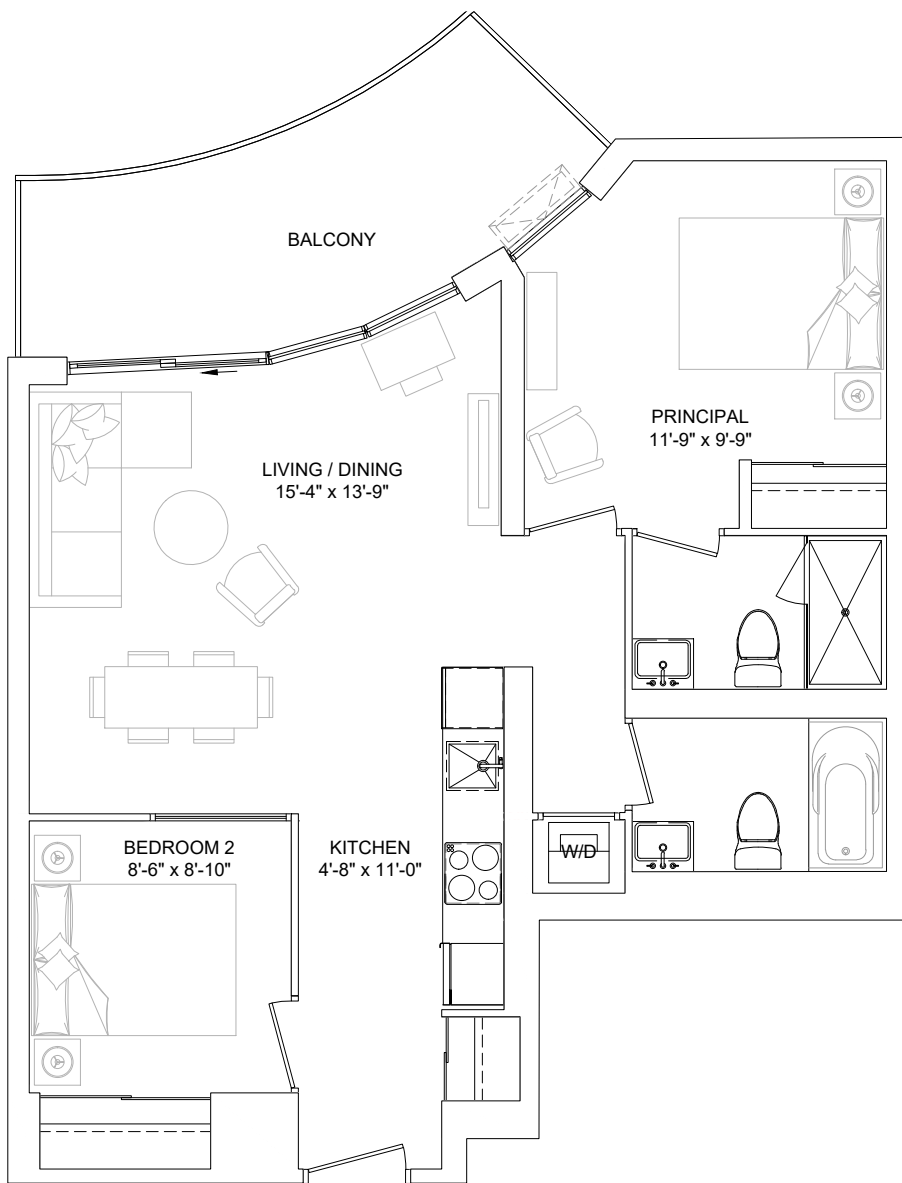 BALCONY
PRINCIPAL
11'-9" x 9'-9"
LIVING / DINING
15'-4" x 13'-9"
BEDROOM 2
8'-6" x 8'-10"
KITCHEN
4'-8" x 11'-0"
W/D